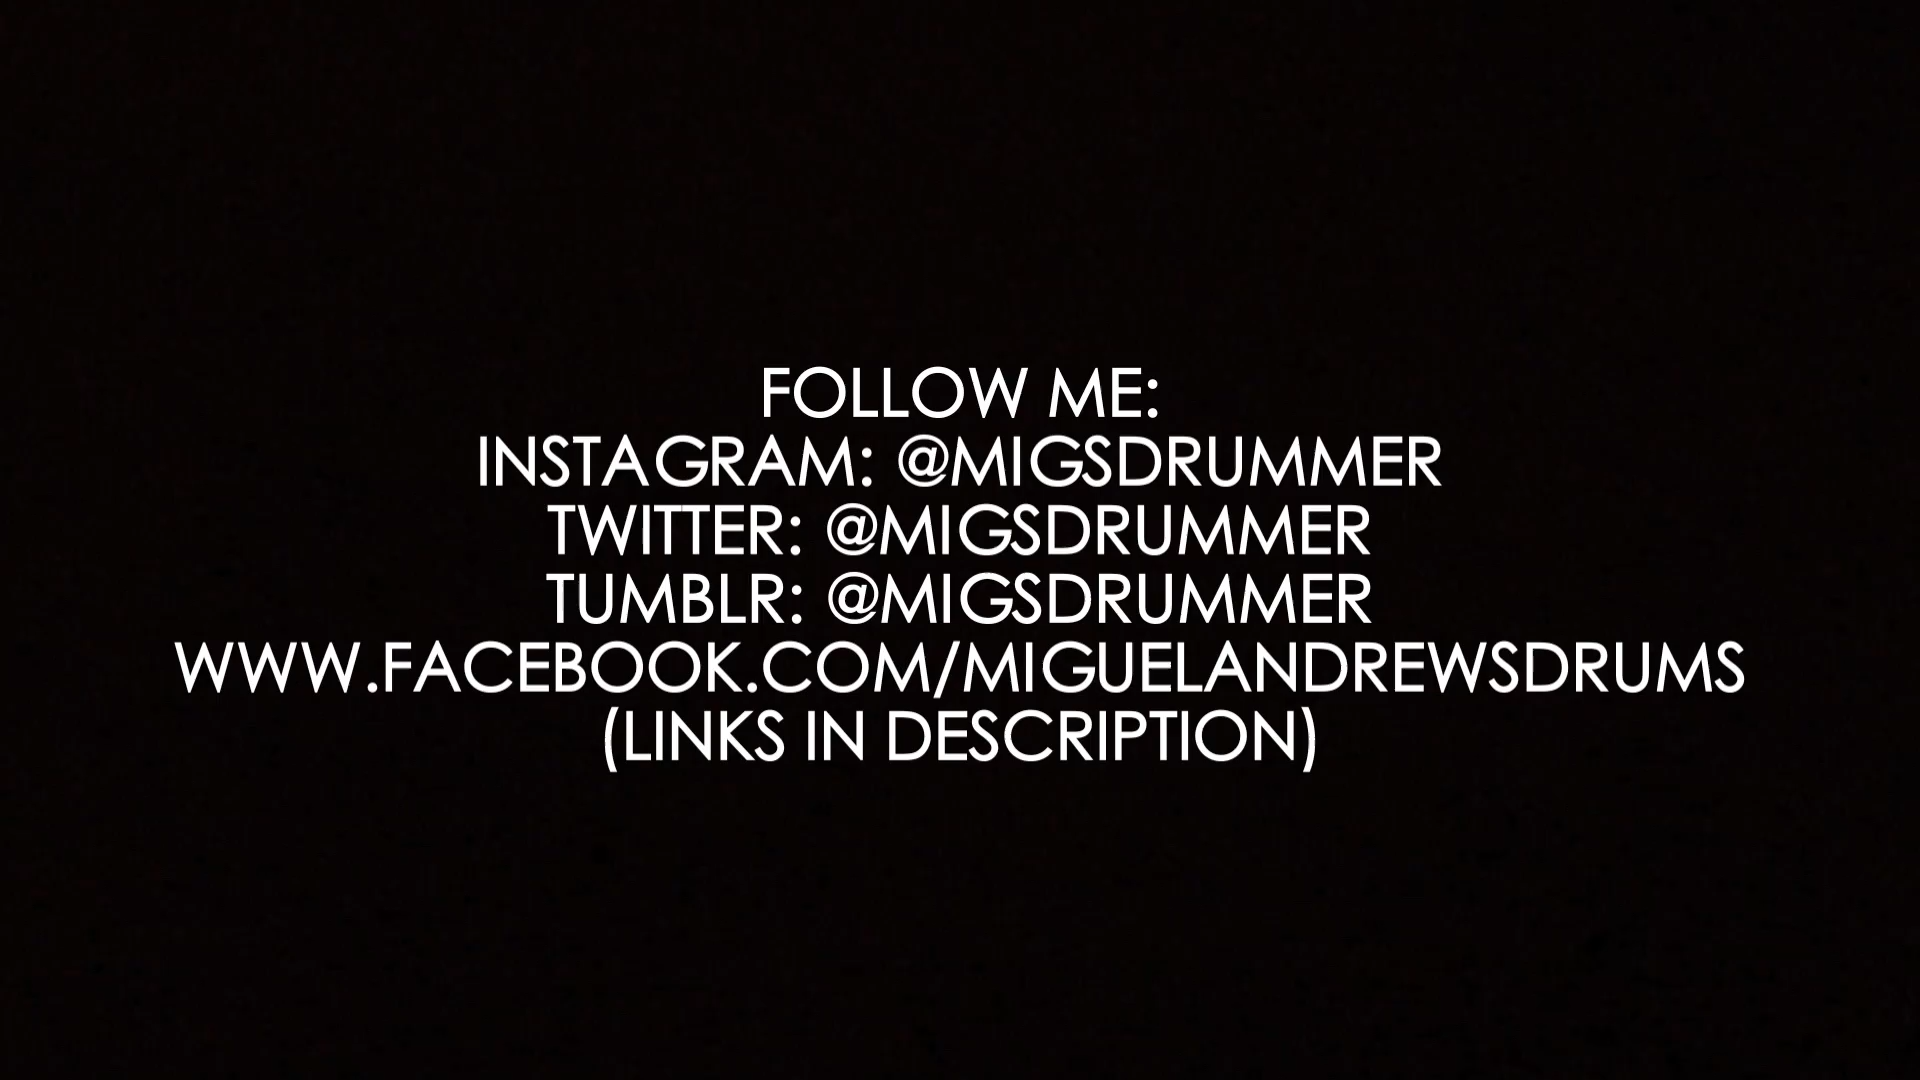 FOLLOW ME:
INSTAGRAM: @MIGSDRUMMER
TWITTER: @MIGSDRUMMER
TUMBLR: @MIGSDRUMMER
WWW.FACEBOOK.COM/MIGUELANDREWSDRUMS
(LINKS IN DESCRIPTION)